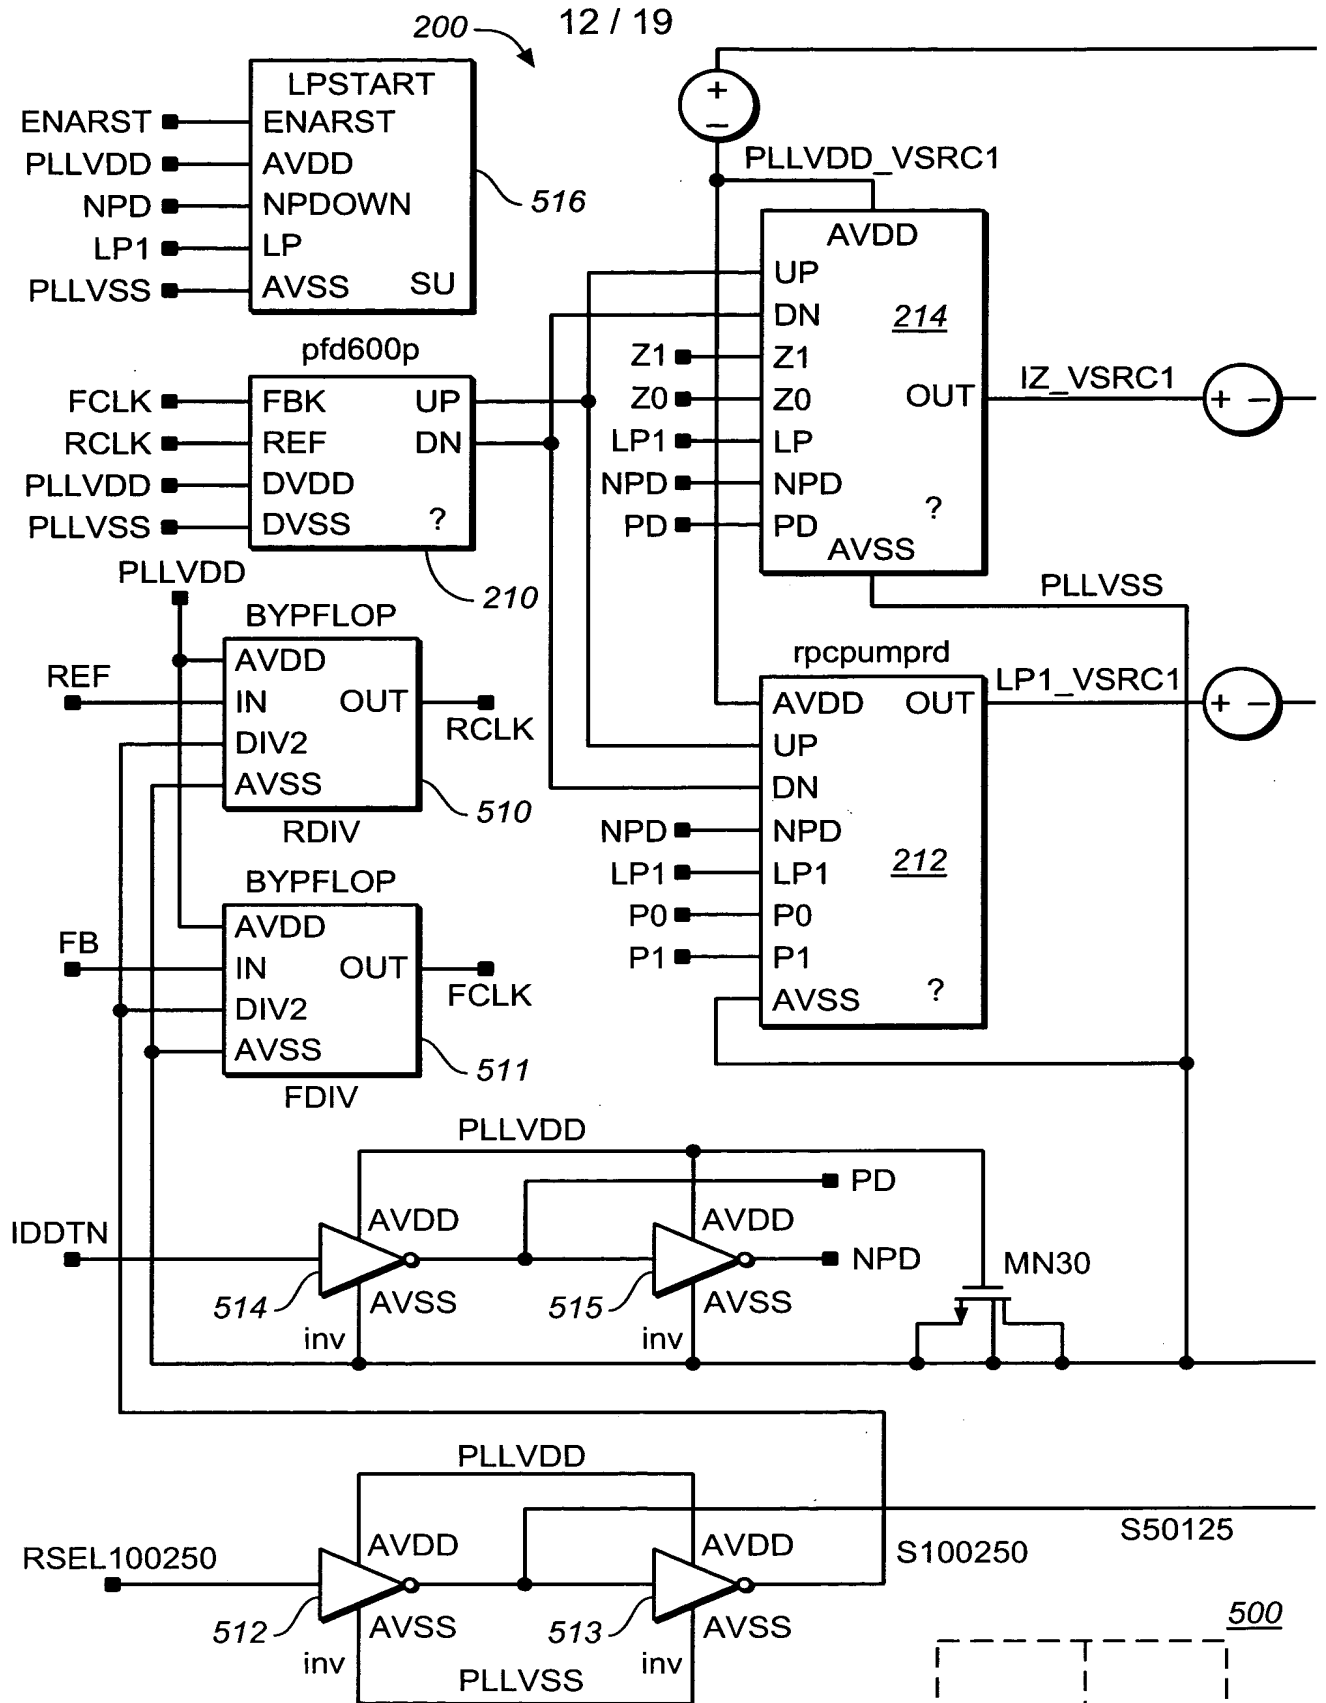 12 / 19
200
LPSTART
ENARST
ENARST
PLLVDD
AVDD
NPD
NPDOWN
LP1
LP
PLLVSS
AVSS
SU
516
+
−
PLLVDD_VSRC1
AVDD
UP
DN
214
Z1
Z1
Z0
Z0
OUT
IZ_VSRC1
+ −
LP1
LP
NPD
NPD
PD
PD
?
AVSS
PLLVSS
pfd600p
FCLK
FBK
UP
RCLK
REF
DN
PLLVDD
DVDD
PLLVSS
DVSS
?
210
PLLVDD
BYPFLOP
AVDD
REF
IN
OUT
RCLK
DIV2
AVSS
510
RDIV
rpcpumprd
AVDD
OUT
LP1_VSRC1
+ −
UP
DN
NPD
NPD
212
LP1
LP1
P0
P0
P1
P1
AVSS
?
BYPFLOP
AVDD
FB
IN
OUT
FCLK
DIV2
AVSS
511
FDIV
PLLVDD
PD
IDDTN
AVDD
AVDD
NPD
MN30
514
AVSS
515
AVSS
inv
inv
PLLVDD
S50125
RSEL100250
AVDD
AVDD
S100250
512
AVSS
513
AVSS
inv
inv
PLLVSS
500